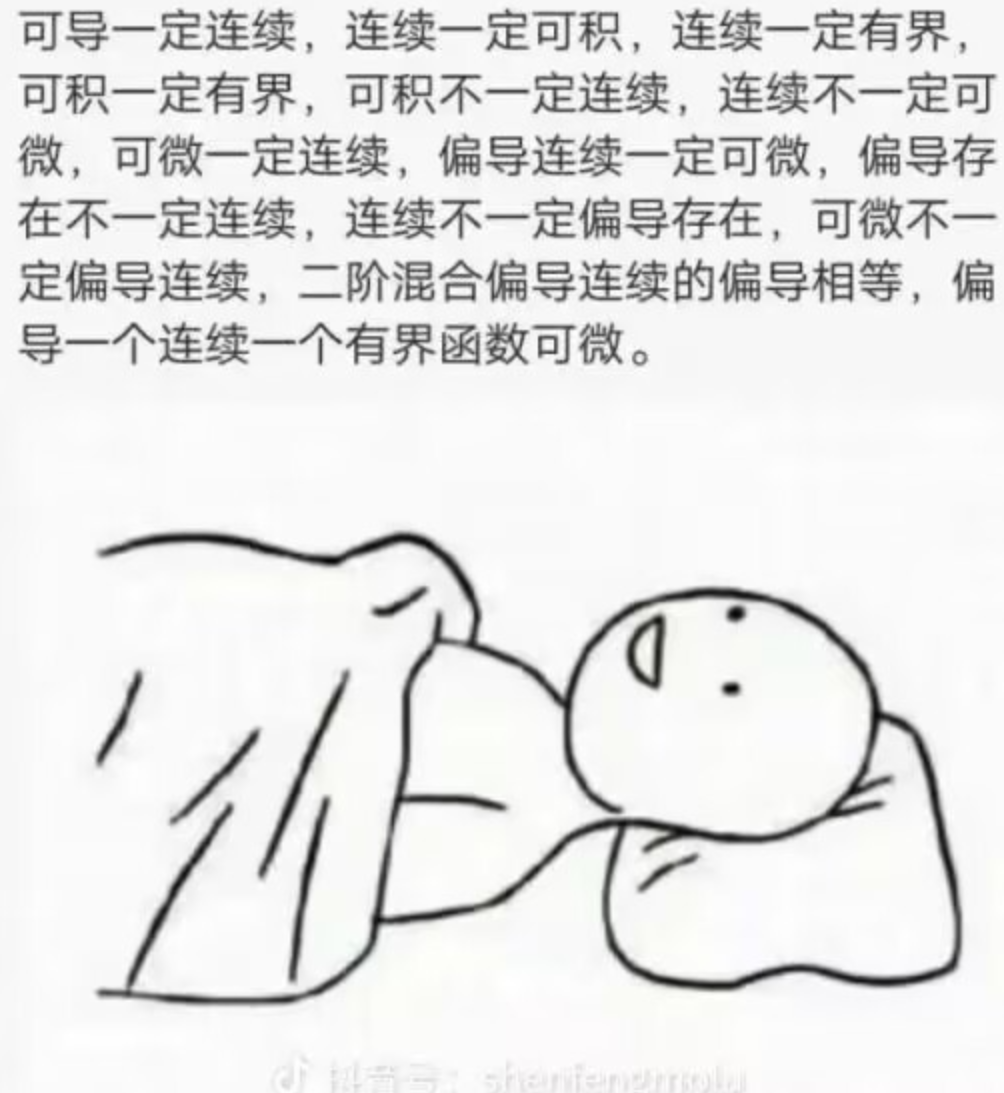 可导一定连续，连续一定可积，连续一定有界，
可积一定有界，可积不一定连续，连续不一定可
微，可微一定连续，偏导连续一定可微，偏导存
在不一定连续，连续不一定偏导存在，可微不一
定偏导连续，二阶混合偏导连续的偏导相等，偏
导一个连续一个有界函数可微。
抖音号：shenfengmolu